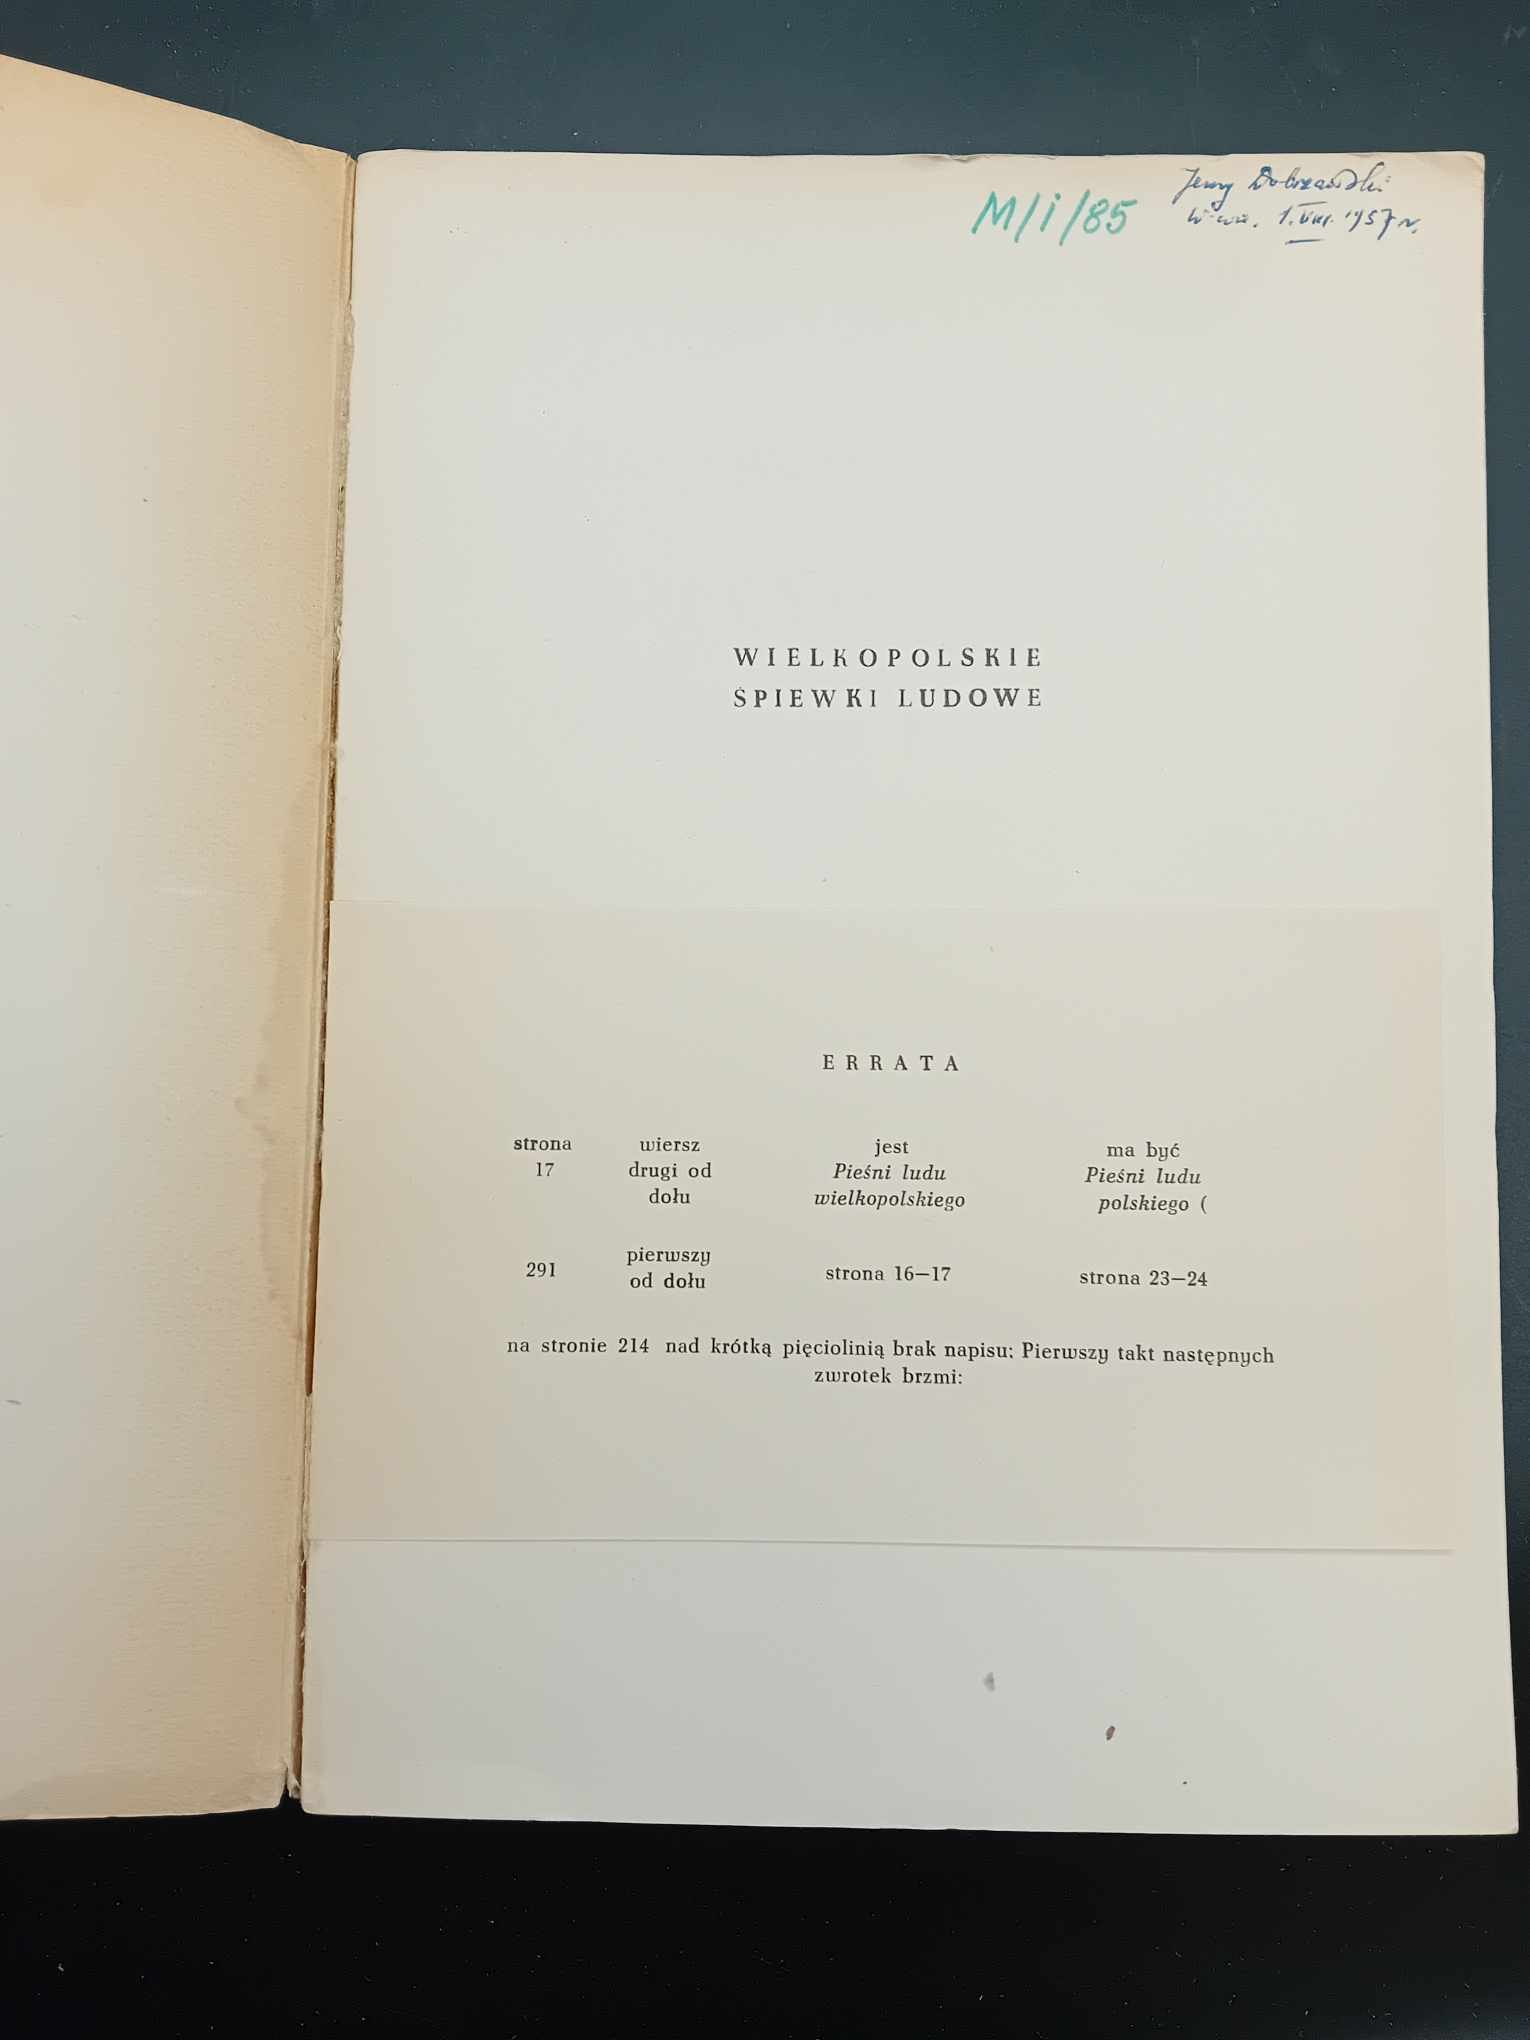 M/i/85
Jerzy Dobrzański
W-wa. 1.VIII.1957 r.
WIELKOPOLSKIE
ŚPIEWKI LUDOWE
ERRATA
strona wiersz jest ma być
17 drugi od Pieśni ludu Pieśni ludu
dołu wielkopolskiego polskiego (
pierwszy
291 od dołu strona 16—17 strona 23—24
na stronie 214 nad krótką pięciolinią brak napisu: Pierwszy takt następnych
zwrotek brzmi: